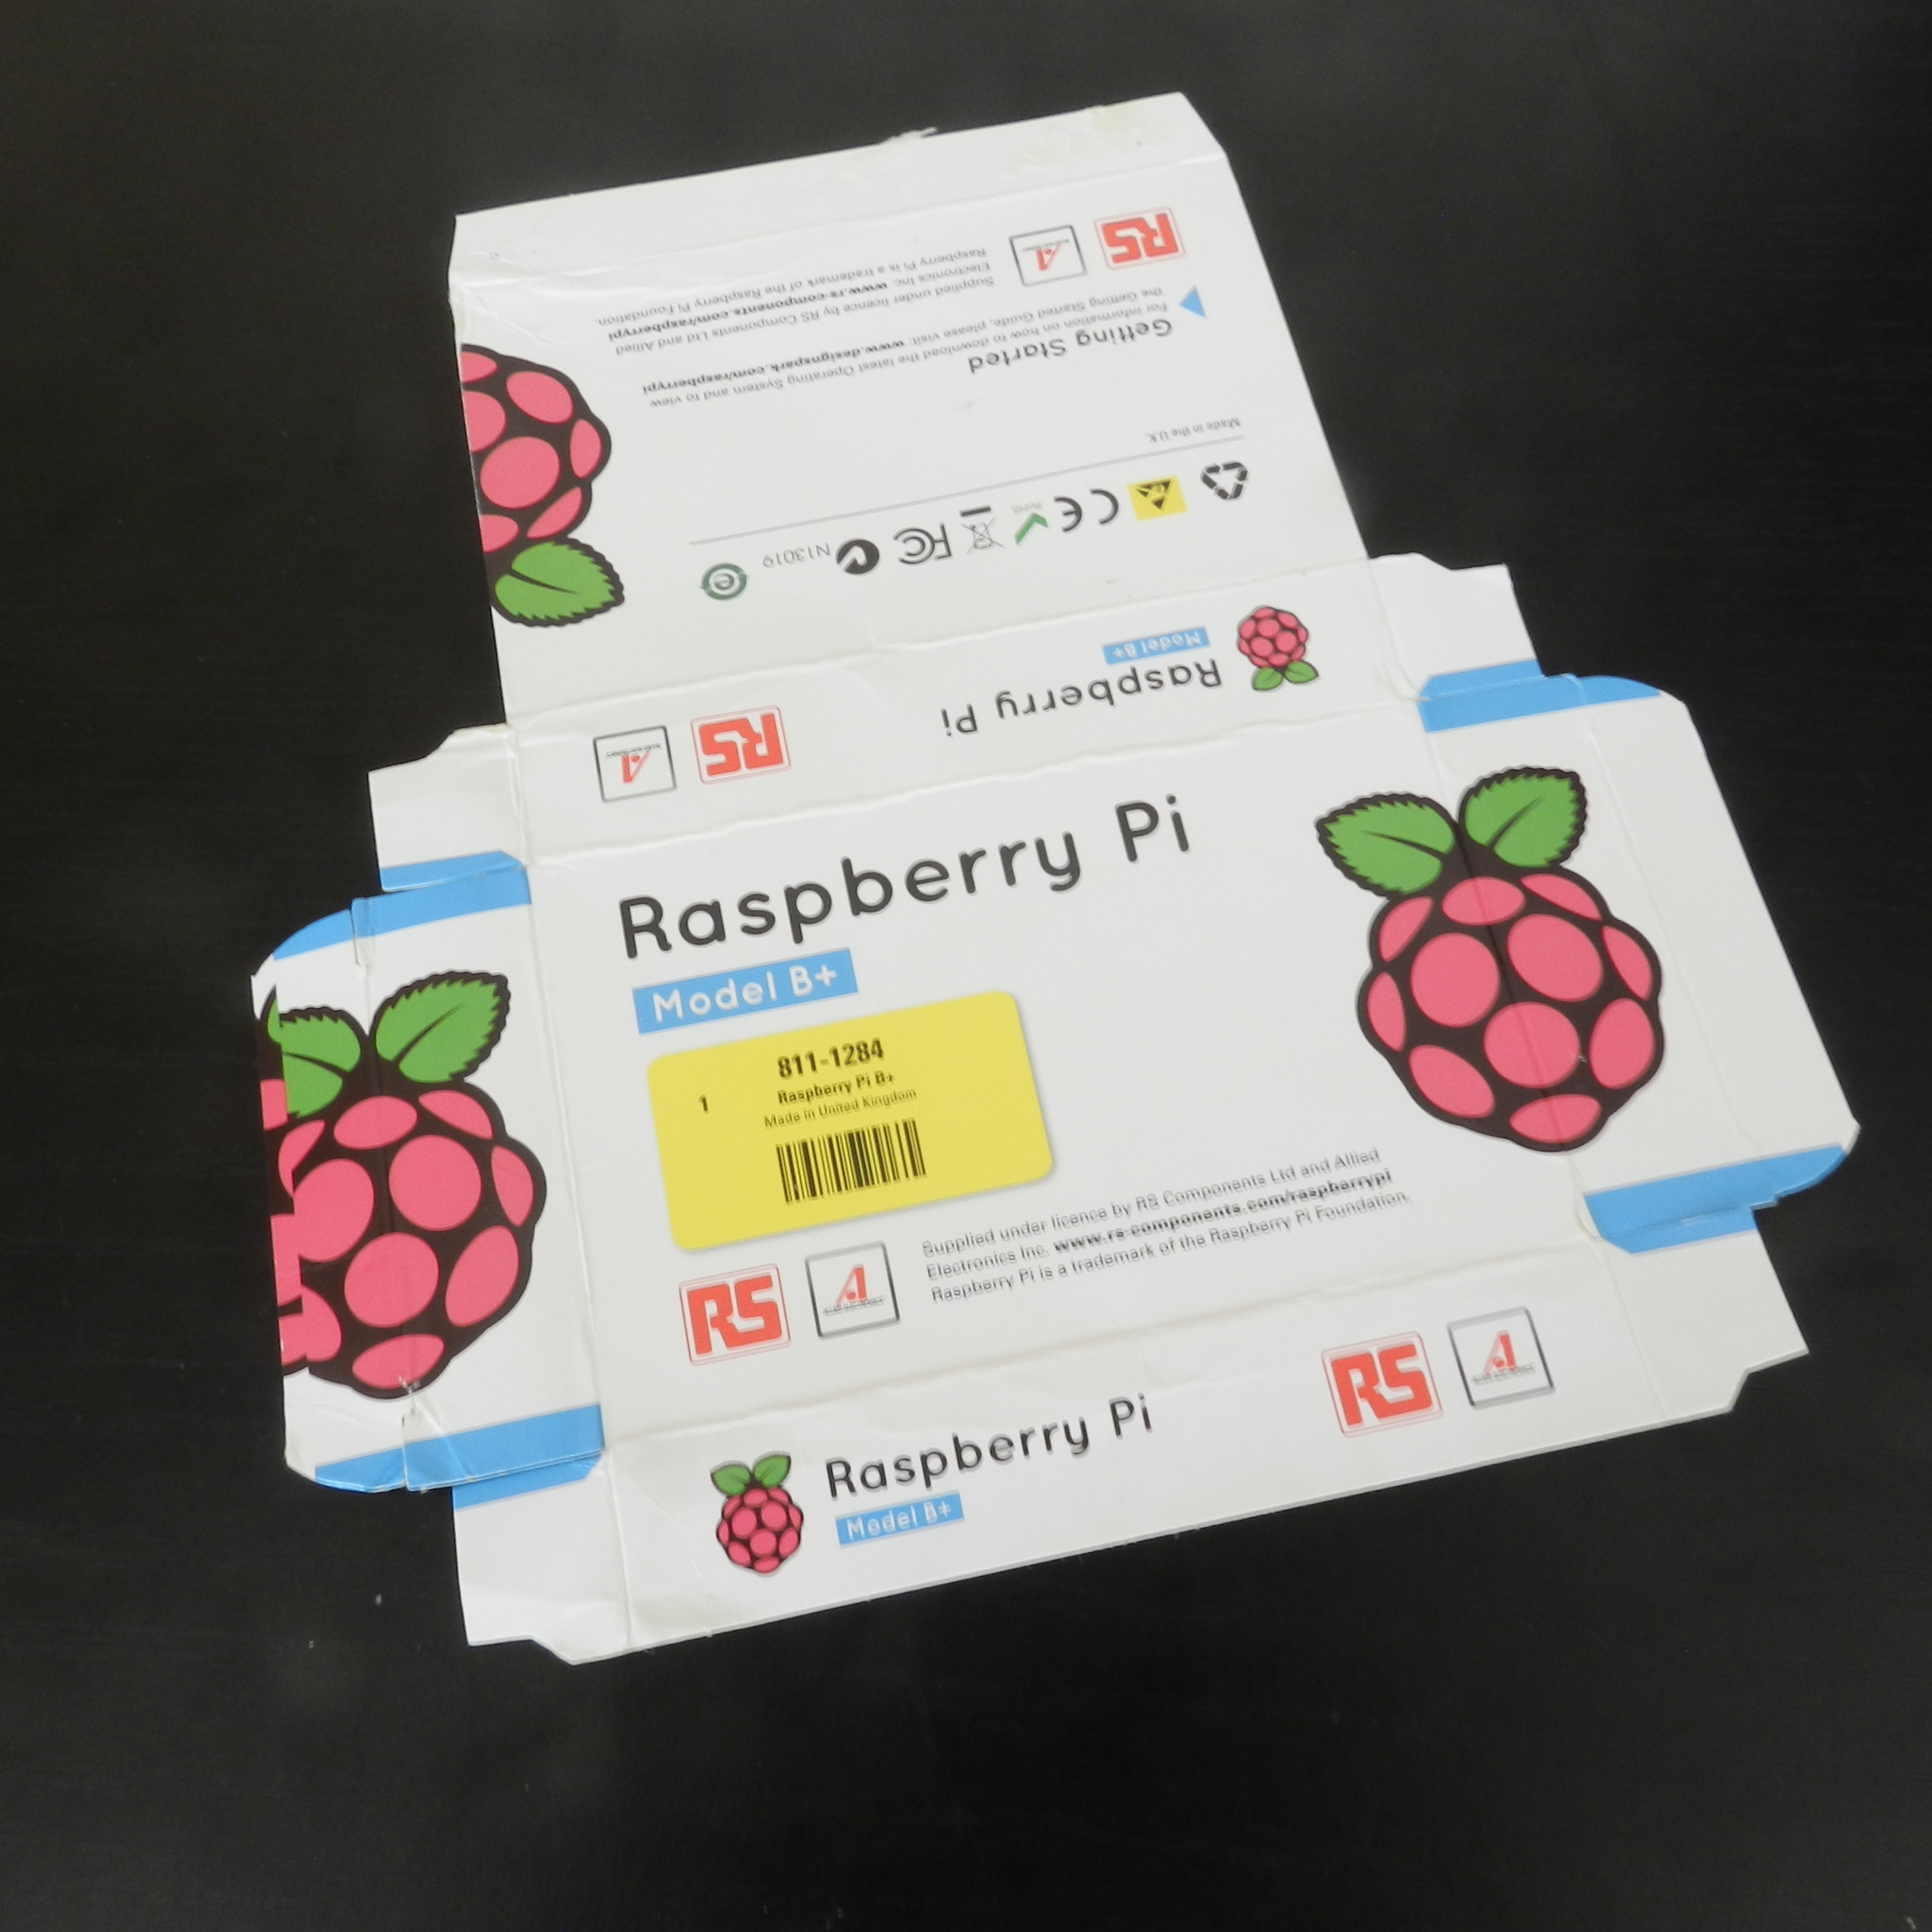 RS
Raspberry Pi is a trademark of the Raspberry Pi Foundation.
Electronics Inc. www.rs-components.com/raspberrypi
Supplied under licence by RS Components Ltd and Allied
Getting Started
For information on how to download the latest Operating System and to view
the Getting Started Guide, please visit: www.designspark.com/raspberrypi
Made in the U.K.
RoHS
CE
FC
N13019
e
Raspberry Pi
Model B+
RS
Raspberry Pi
Model B+
811-1284
1
Raspberry Pi B+
Made in United Kingdom
RS
A
Supplied under licence by RS Components Ltd and Allied
Electronics Inc. www.rs-components.com/raspberrypi
Raspberry Pi is a trademark of the Raspberry Pi Foundation.
Raspberry Pi
Model B+
RS
A